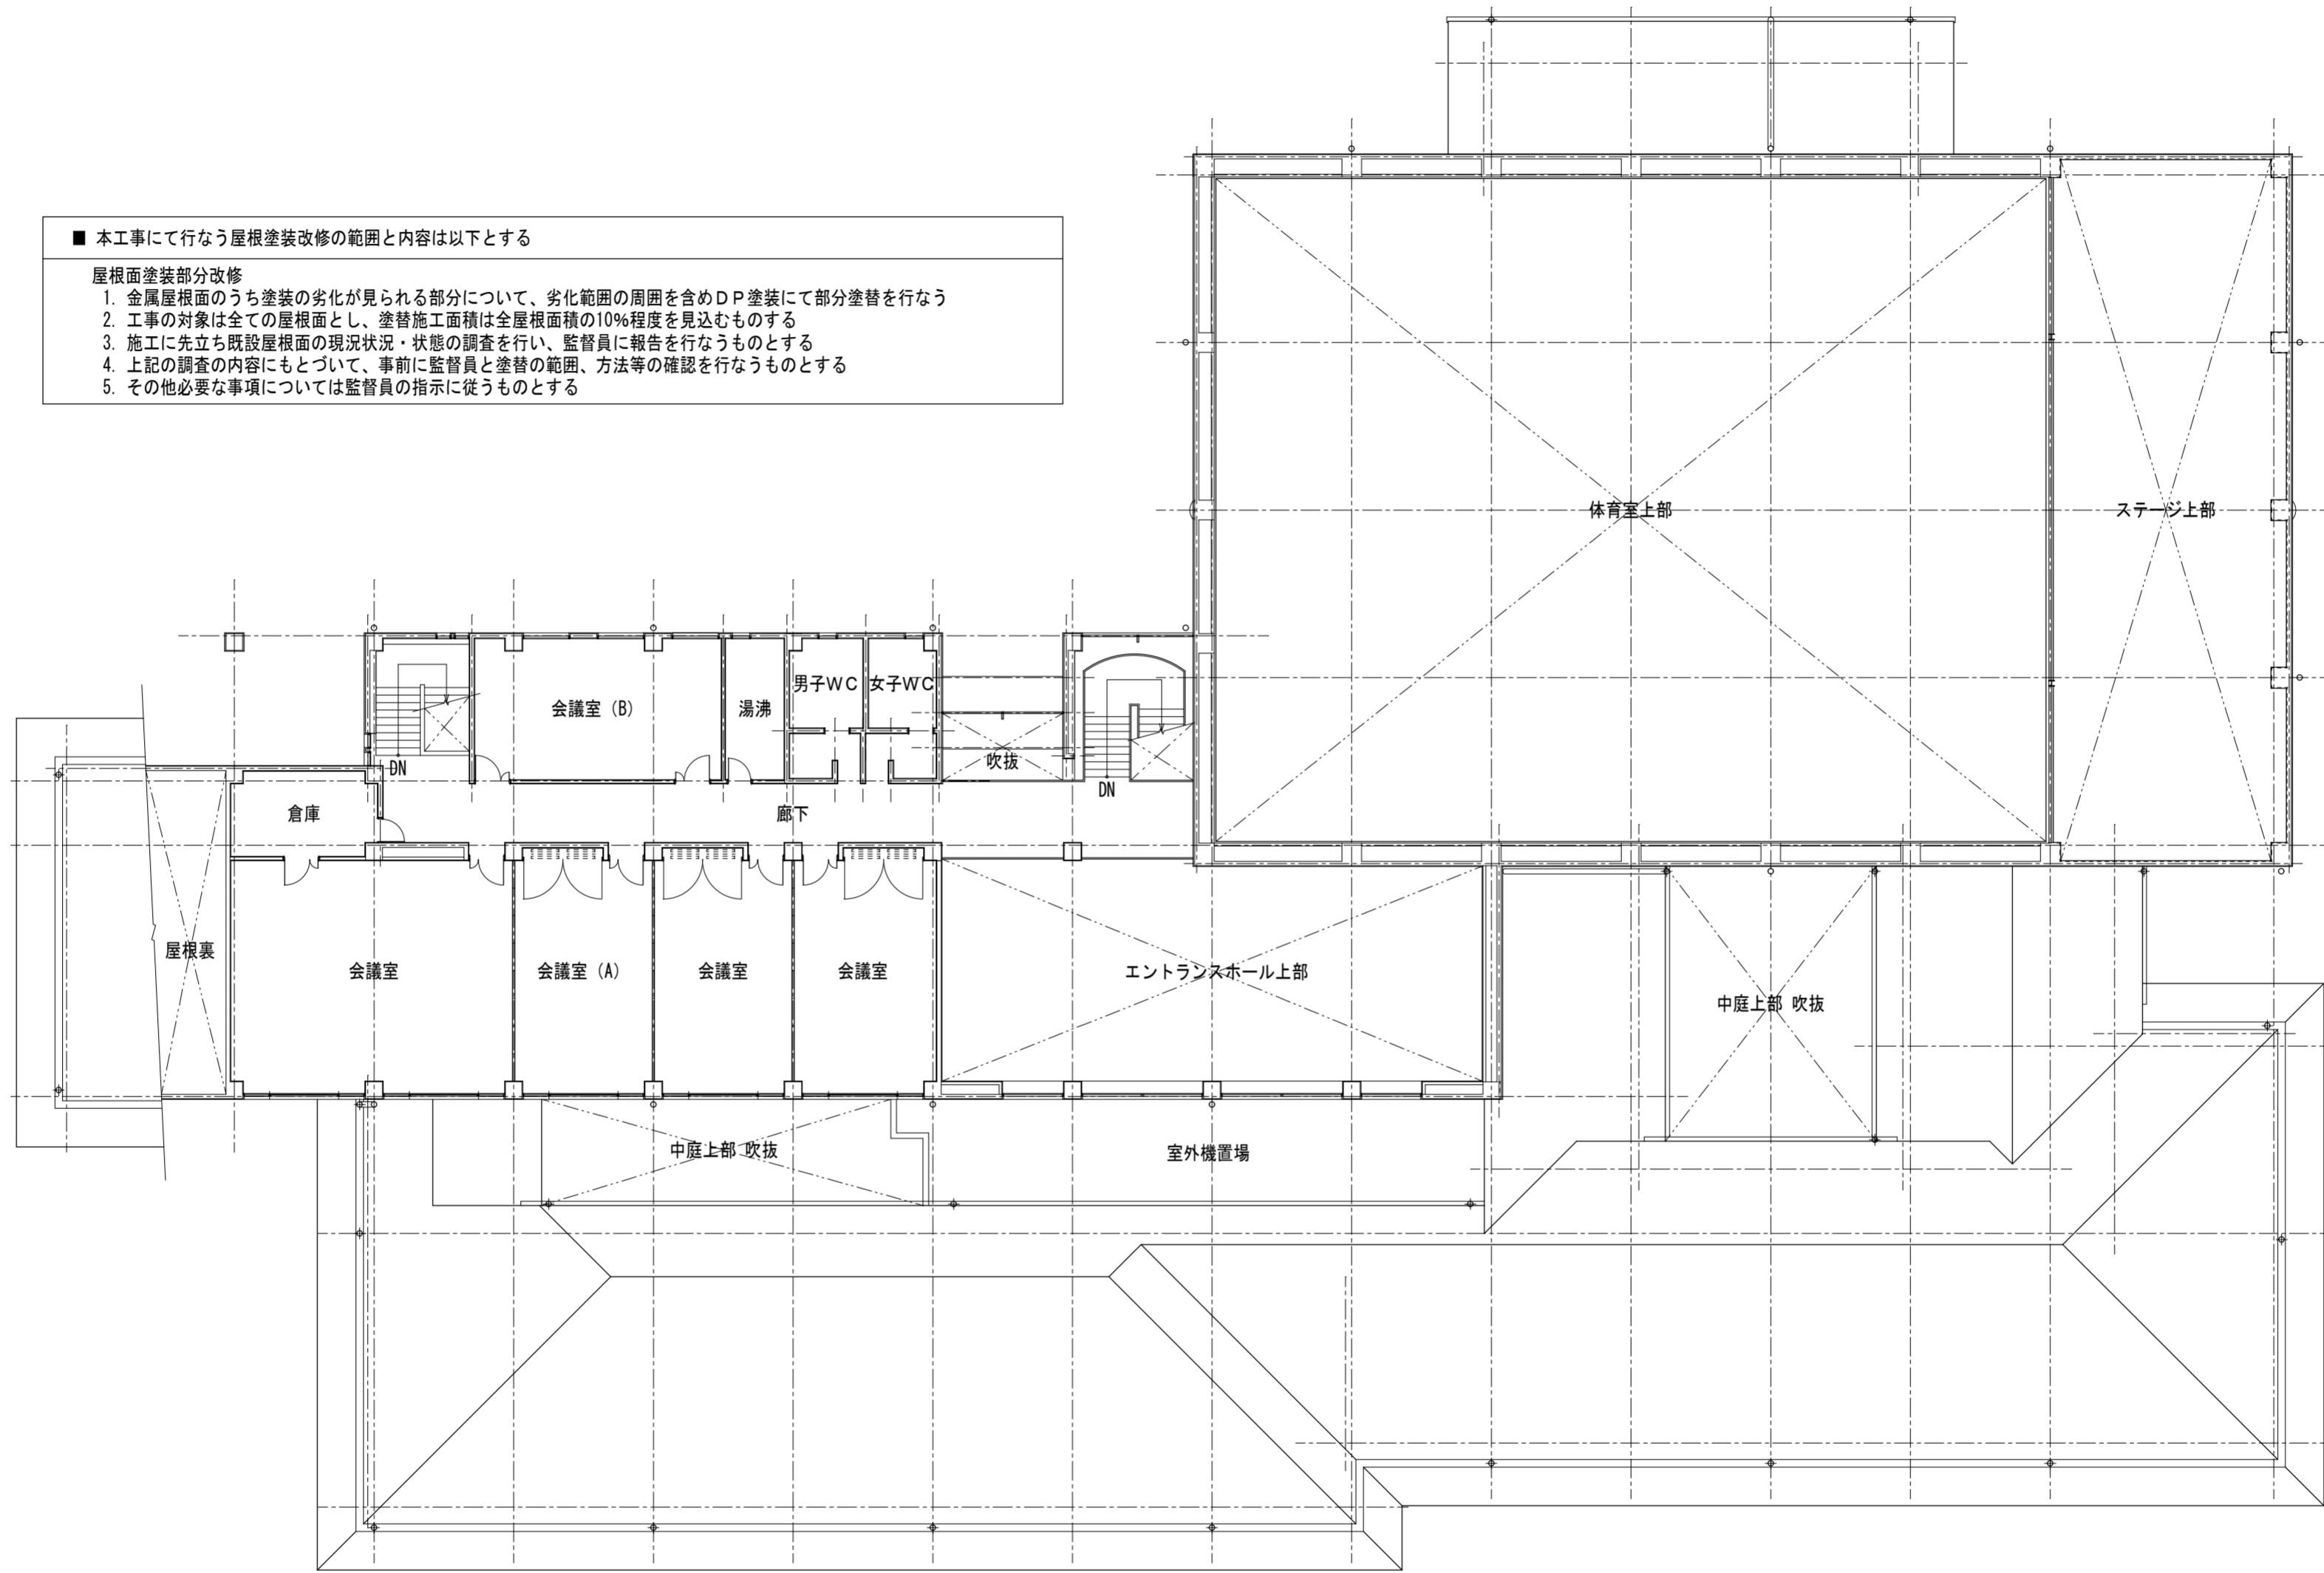 ■ 本工事にて行なう屋根塗装改修の範囲と内容は以下とする
屋根面塗装部分改修
1. 金属屋根面のうち塗装の劣化が見られる部分について、劣化範囲の周囲を含めDP塗装にて部分塗替を行なう
2. 工事の対象は全ての屋根面とし、塗替施工面積は全屋根面積の10%程度を見込むものする
3. 施工に先立ち既設屋根面の現況状況・状態の調査を行い、監督員に報告を行なうものとする
4. 上記の調査の内容にもとづいて、事前に監督員と塗替の範囲、方法等の確認を行なうものとする
5. その他必要な事項については監督員の指示に従うものとする
体育室上部
ステージ上部
会議室（B）
湯沸
男子WC
女子WC
吹抜
DN
DN
倉庫
廊下
屋根裏
会議室
会議室（A）
会議室
会議室
エントランスホール上部
中庭上部 吹抜
中庭上部 吹抜
室外機置場